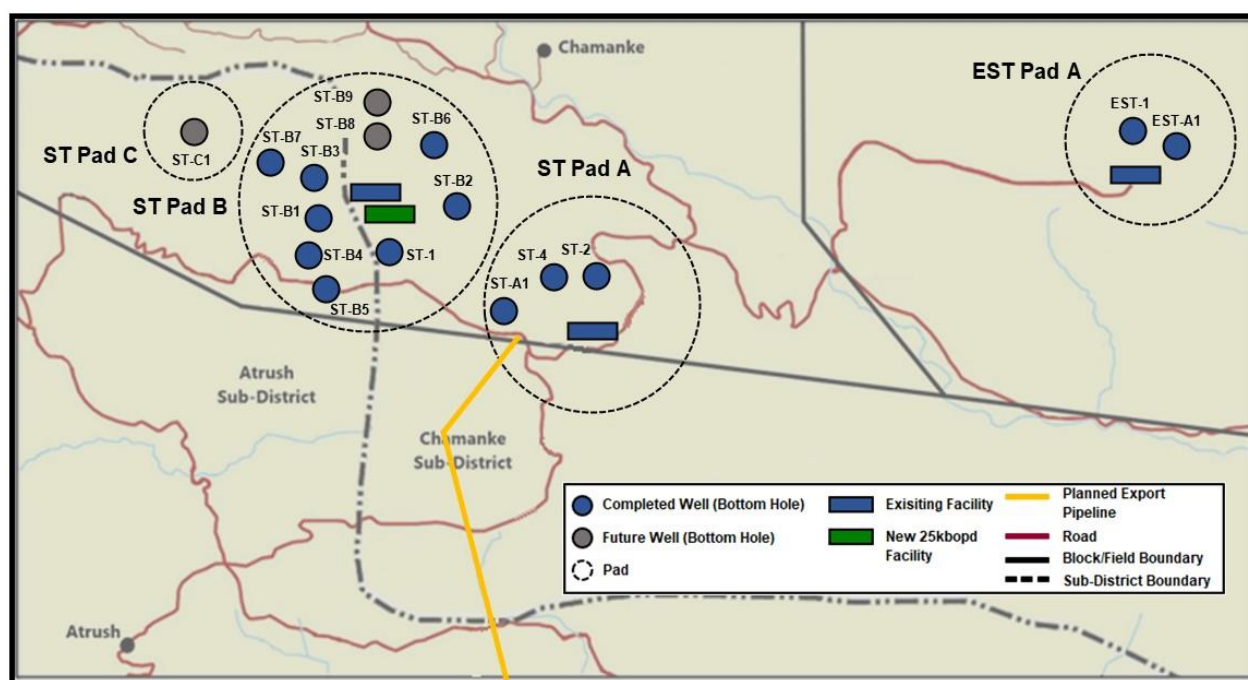 Chamanke
EST Pad A
ST-B9
EST-1
ST-B8
ST-B6
EST-A1
ST-B7
ST-B3
ST-C1
ST Pad C
ST Pad A
ST-B2
ST Pad B
ST-B1
ST-B4
ST-1
ST-4
ST-2
ST-A1
ST-B5
Atrush
Sub-District
Chamanke
Sub-District
Completed Well (Bottom Hole)
Future Well (Bottom Hole)
Pad
Exisiting Facility
New 25kbopd
Facility
Planned Export
Pipeline
Road
Block/Field Boundary
Sub-District Boundary
Atrush